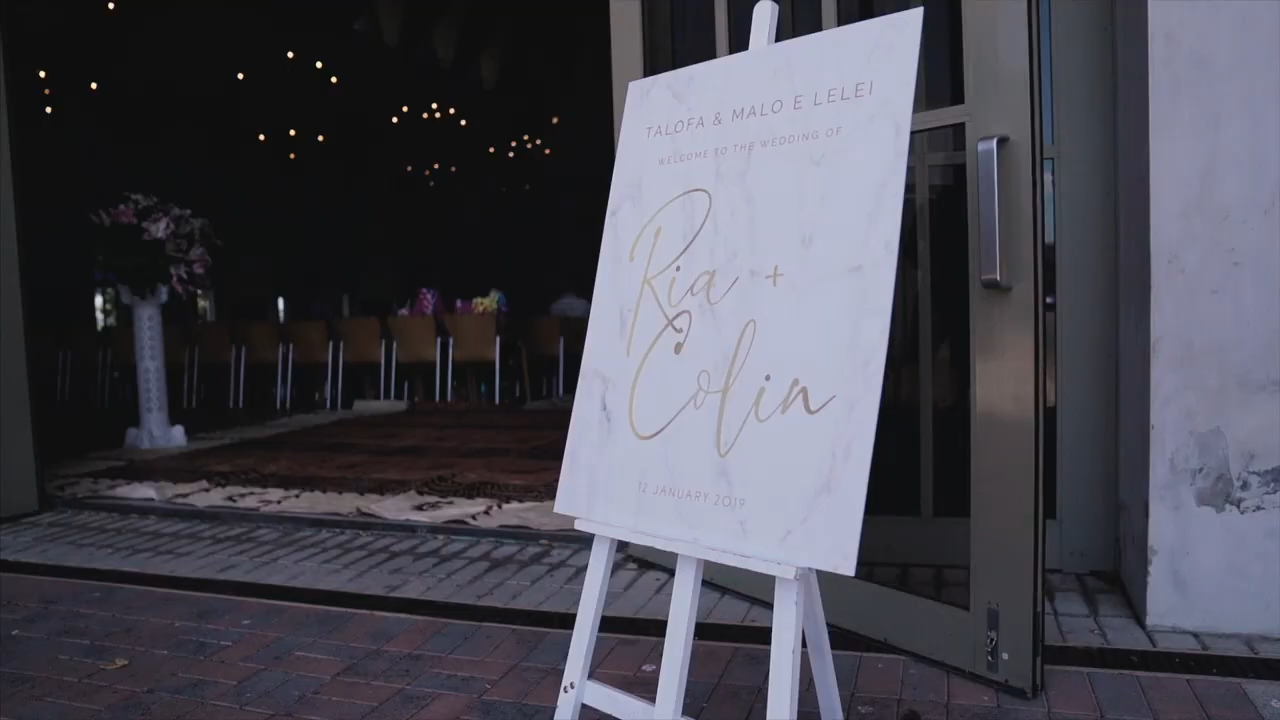 TALOFA & MALO E LELEI
WELCOME TO THE WEDDING OF
Ria +
Colin
12 JANUARY 2019